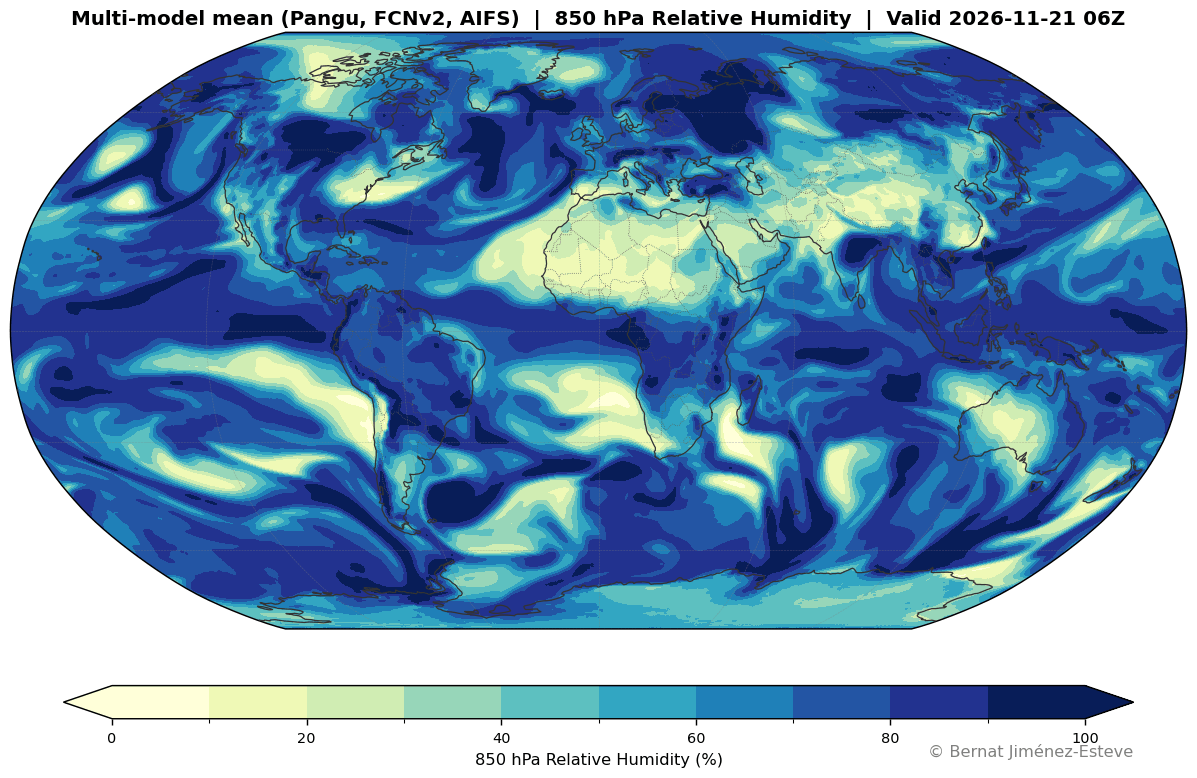 Multi-model mean (Pangu, FCNv2, AIFS)  |  850 hPa Relative Humidity  |  Valid 2026-11-21 06Z
0 20 40 60 80 100
850 hPa Relative Humidity (%)
© Bernat Jiménez-Esteve